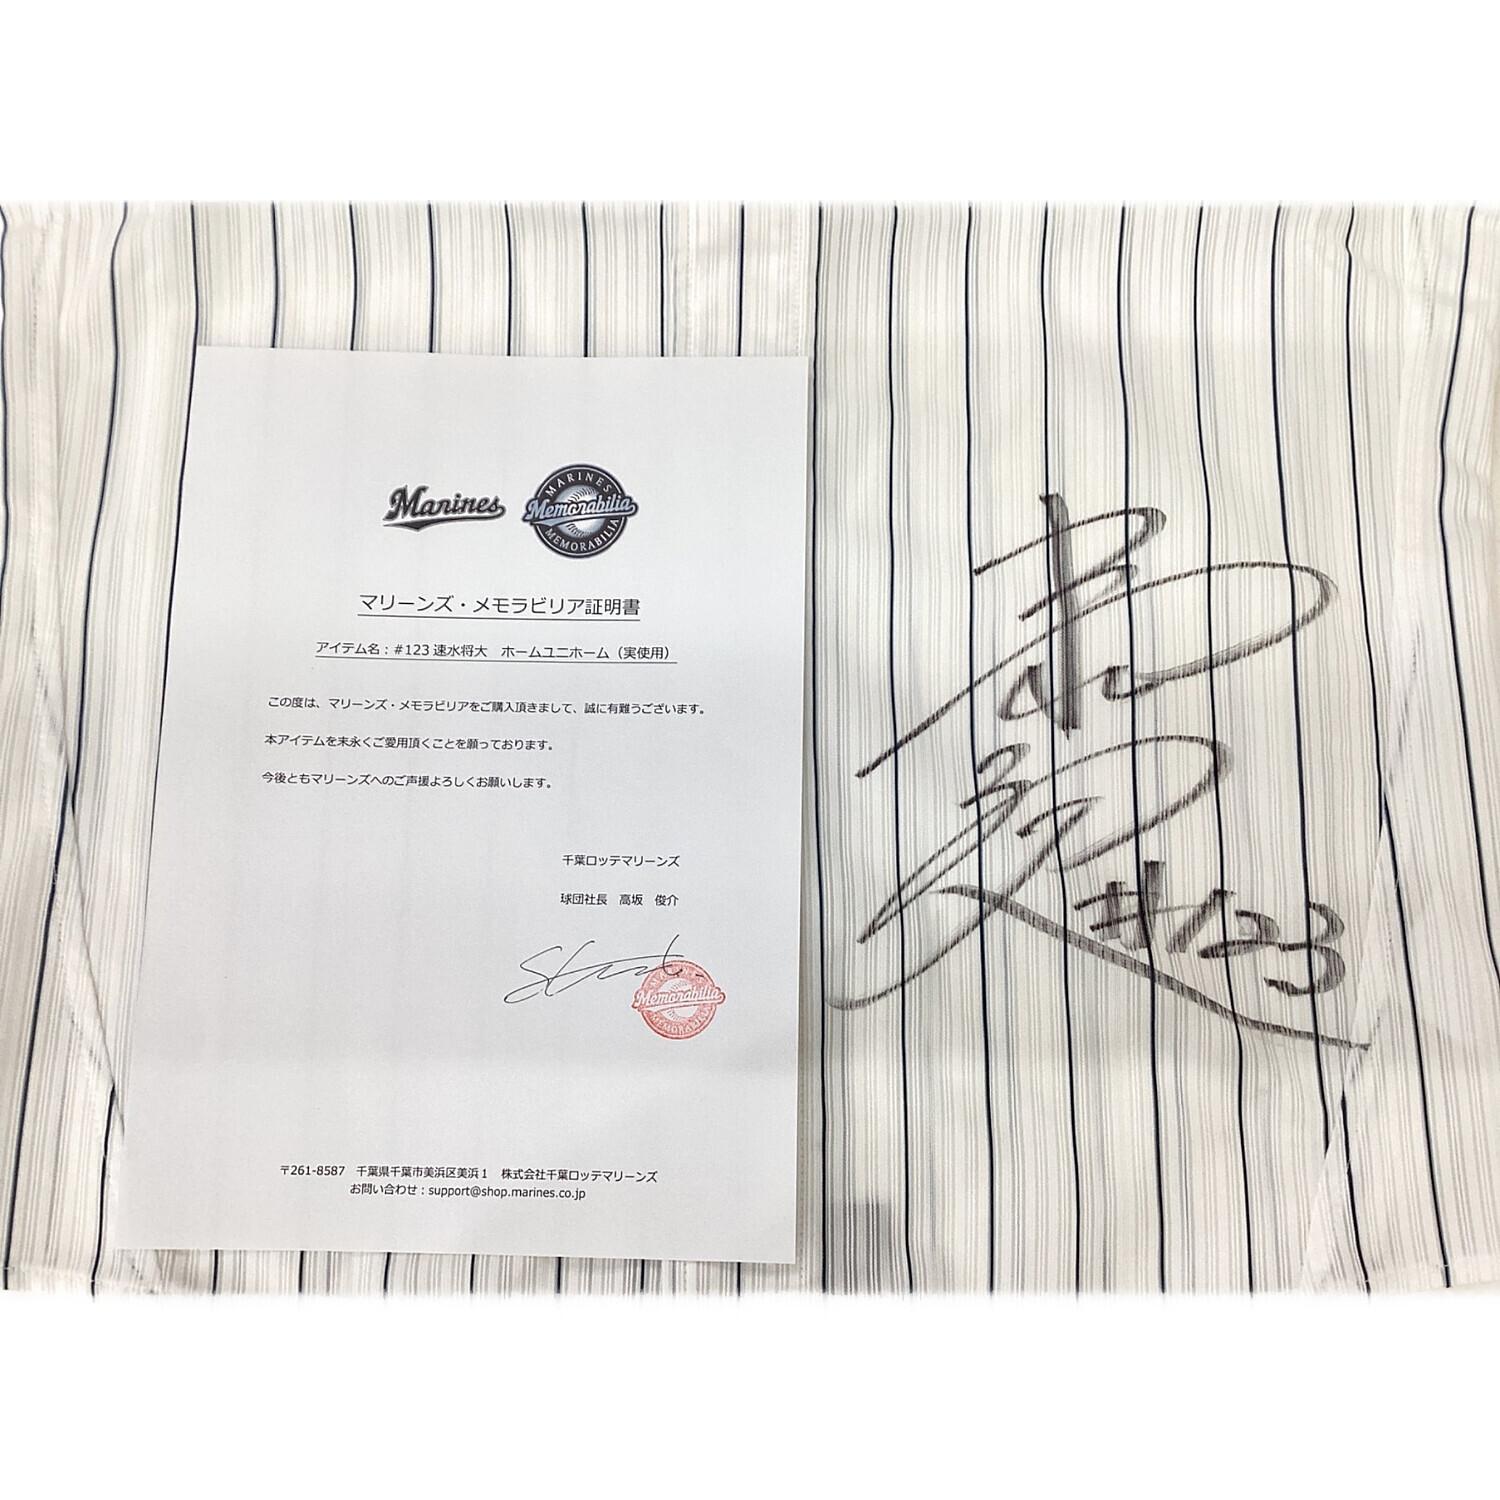 Marines
MARINES
Memorabilia
MEMORABILIA
マリーンズ・メモラビリア証明書
アイテム名：#123 速水将大　ホームユニホーム（実使用）
この度は、マリーンズ・メモラビリアをご購入頂きまして、誠に有難うございます。
本アイテムを末永くご愛用頂くことを願っております。
今後ともマリーンズへのご声援よろしくお願いします。
千葉ロッテマリーンズ
球団社長　高坂　俊介
Memorabilia
MEMORABILIA
〒261-8587　千葉県千葉市美浜区美浜1　株式会社千葉ロッテマリーンズ
お問い合わせ：support@shop.marines.co.jp
#123